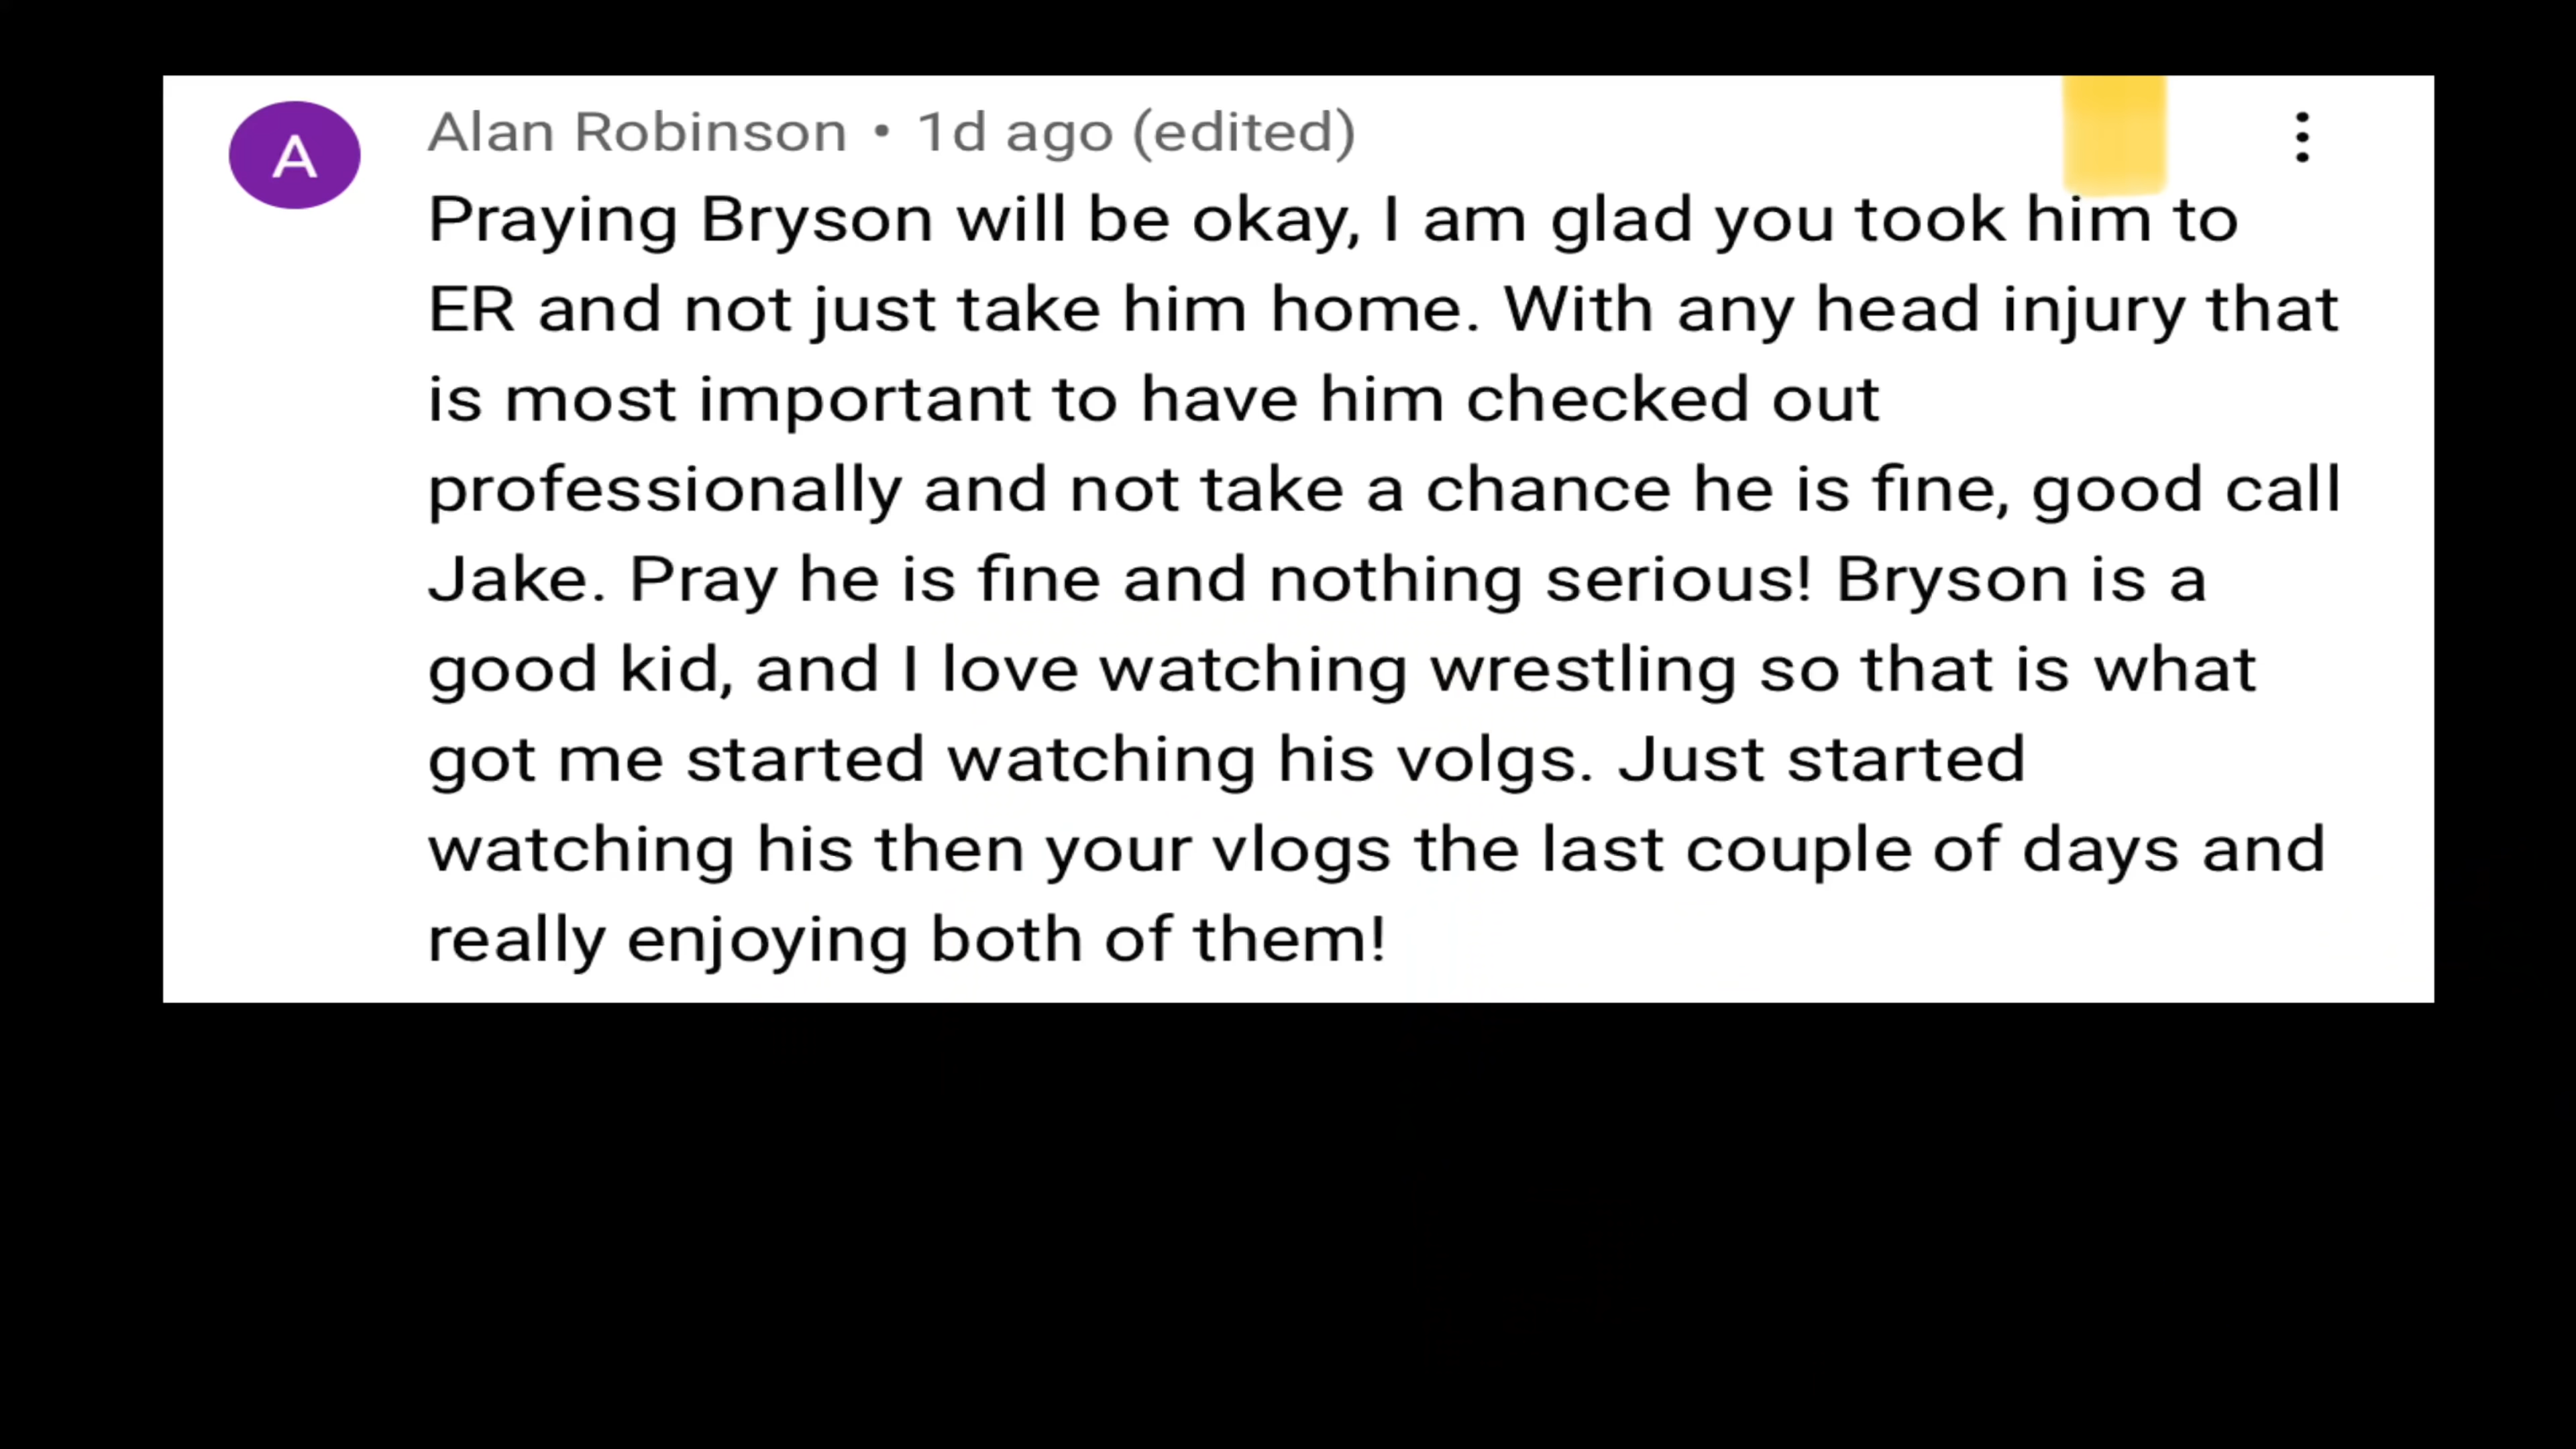 A
Alan Robinson • 1d ago (edited)
Praying Bryson will be okay, I am glad you took him to
ER and not just take him home. With any head injury that
is most important to have him checked out
professionally and not take a chance he is fine, good call
Jake. Pray he is fine and nothing serious! Bryson is a
good kid, and I love watching wrestling so that is what
got me started watching his volgs. Just started
watching his then your vlogs the last couple of days and
really enjoying both of them!